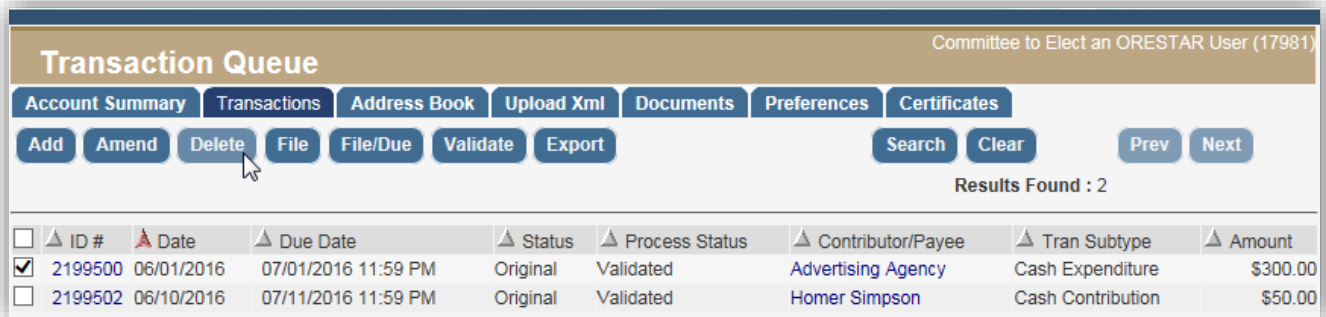 Committee to Elect an ORESTAR User (17981)
Transaction Queue
Account Summary Transactions Address Book Upload Xml Documents Preferences Certificates
Add Amend Delete File File/Due Validate Export Search Clear Prev Next
Results Found : 2
ID # Date Due Date Status Process Status Contributor/Payee Tran Subtype Amount
2199500 06/01/2016 07/01/2016 11:59 PM Original Validated Advertising Agency Cash Expenditure $300.00
2199502 06/10/2016 07/11/2016 11:59 PM Original Validated Homer Simpson Cash Contribution $50.00